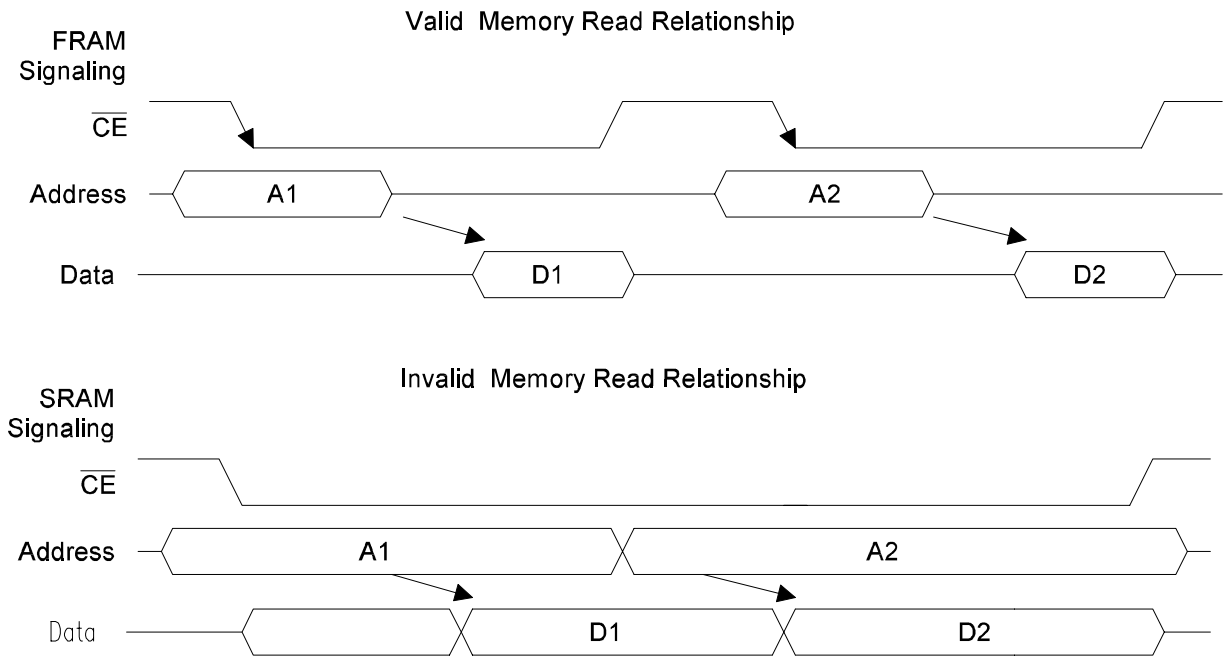 Valid Memory Read Relationship
FRAM
Signaling
CE
Address
A1
A2
Data
D1
D2
Invalid Memory Read Relationship
SRAM
Signaling
CE
Address
A1
A2
Data
D1
D2